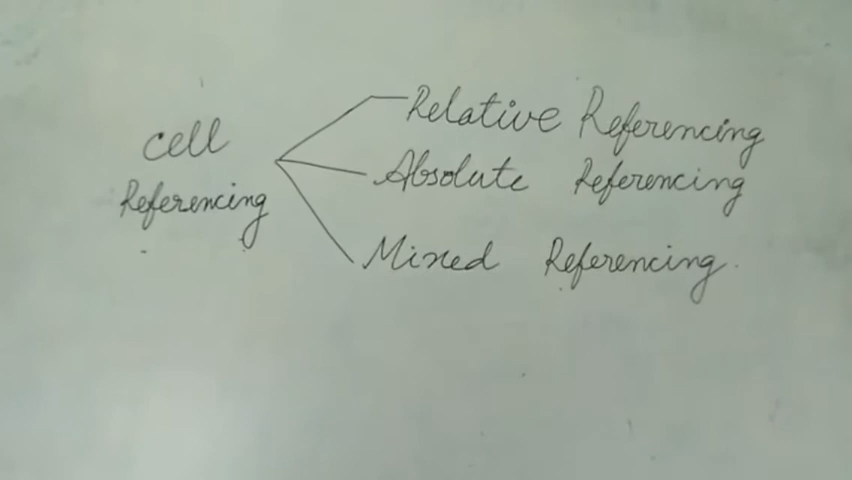 Cell
Referencing
Relative Referencing
Absolute Referencing
Mixed Referencing.